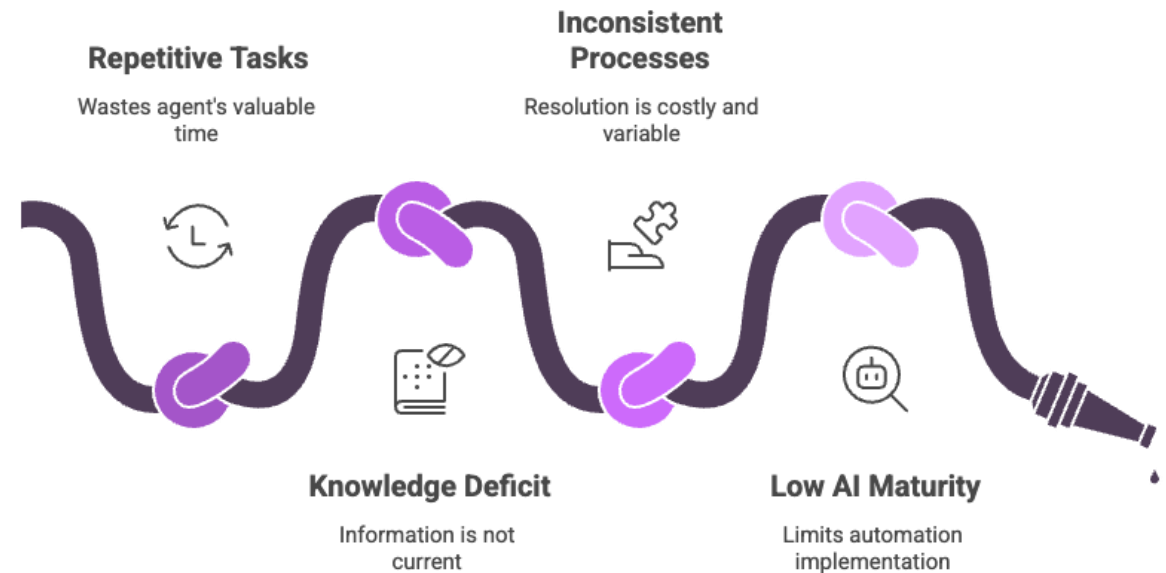 Repetitive Tasks
Wastes agent's valuable
time
Inconsistent
Processes
Resolution is costly and
variable
Knowledge Deficit
Information is not
current
Low AI Maturity
Limits automation
implementation